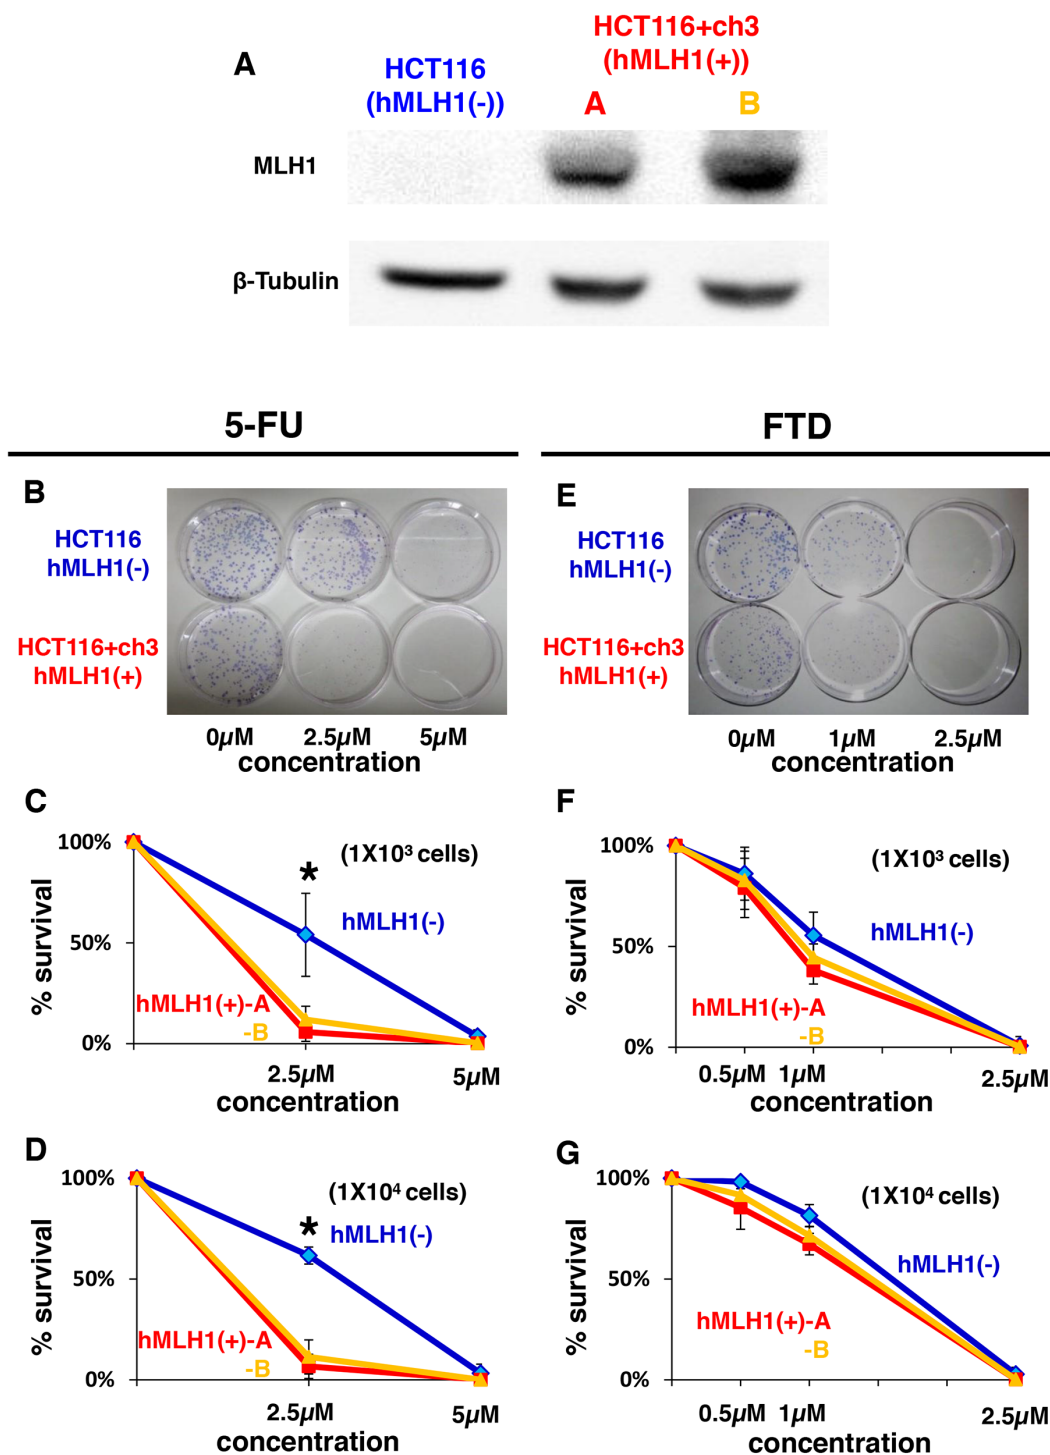 A
HCT116
(hMLH1(-))
HCT116+ch3
(hMLH1(+))
A
B
MLH1
β-Tubulin
5-FU
B
HCT116
hMLH1(-)
HCT116+ch3
hMLH1(+)
0µM 2.5µM 5µM
concentration
C
100%
50%
0%
% survival
(1X10³ cells)
*
hMLH1(-)
hMLH1(+)-A
-B
2.5µM
5µM
concentration
D
100%
50%
0%
% survival
(1X10⁴ cells)
*
hMLH1(-)
hMLH1(+)-A
-B
2.5µM
5µM
concentration
FTD
E
HCT116
hMLH1(-)
HCT116+ch3
hMLH1(+)
0µM 1µM 2.5µM
concentration
F
100%
50%
0%
% survival
(1X10³ cells)
hMLH1(-)
hMLH1(+)-A
-B
0.5µM 1µM
2.5µM
concentration
G
100%
50%
0%
% survival
(1X10⁴ cells)
hMLH1(-)
hMLH1(+)-A
-B
0.5µM 1µM
2.5µM
concentration